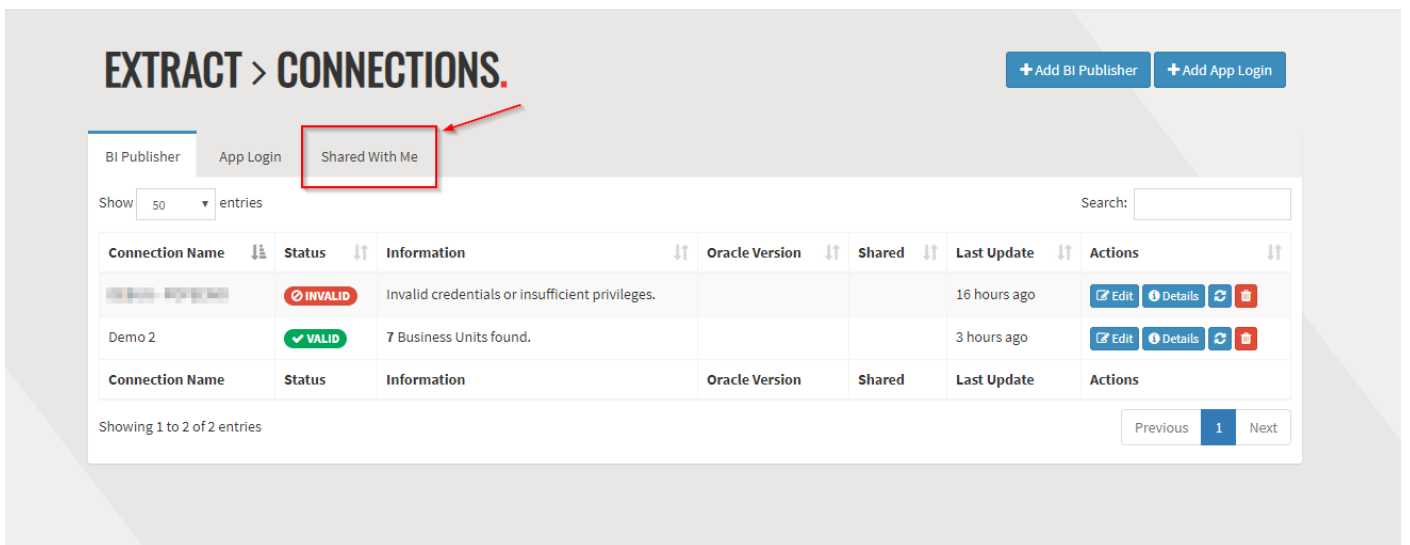 EXTRACT > CONNECTIONS.
Add BI Publisher
Add App Login
BI Publisher App Login Shared With Me
Show 50 entries
Search:
Connection Name Status Information Oracle Version Shared Last Update Actions
INVALID Invalid credentials or insufficient privileges. 16 hours ago Edit Details
Demo 2 VALID 7 Business Units found. 3 hours ago Edit Details
Connection Name Status Information Oracle Version Shared Last Update Actions
Showing 1 to 2 of 2 entries
Previous 1 Next